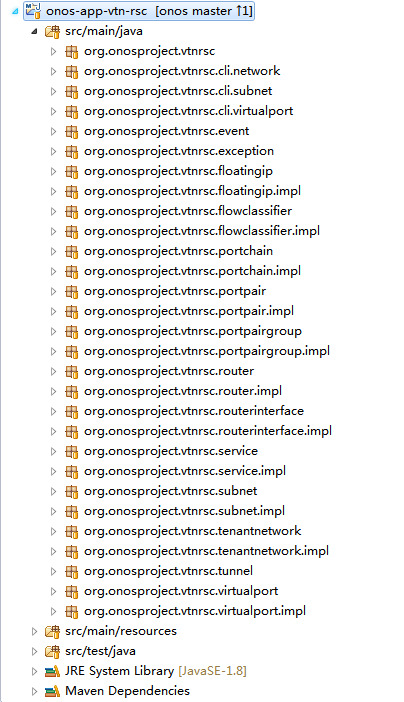 onos-app-vtn-rsc [onos master ↑1]
src/main/java
org.onosproject.vtnrsc
org.onosproject.vtnrsc.cli.network
org.onosproject.vtnrsc.cli.subnet
org.onosproject.vtnrsc.cli.virtualport
org.onosproject.vtnrsc.event
org.onosproject.vtnrsc.exception
org.onosproject.vtnrsc.floatingip
org.onosproject.vtnrsc.floatingip.impl
org.onosproject.vtnrsc.flowclassifier
org.onosproject.vtnrsc.flowclassifier.impl
org.onosproject.vtnrsc.portchain
org.onosproject.vtnrsc.portchain.impl
org.onosproject.vtnrsc.portpair
org.onosproject.vtnrsc.portpair.impl
org.onosproject.vtnrsc.portpairgroup
org.onosproject.vtnrsc.portpairgroup.impl
org.onosproject.vtnrsc.router
org.onosproject.vtnrsc.router.impl
org.onosproject.vtnrsc.routerinterface
org.onosproject.vtnrsc.routerinterface.impl
org.onosproject.vtnrsc.service
org.onosproject.vtnrsc.service.impl
org.onosproject.vtnrsc.subnet
org.onosproject.vtnrsc.subnet.impl
org.onosproject.vtnrsc.tenantnetwork
org.onosproject.vtnrsc.tenantnetwork.impl
org.onosproject.vtnrsc.tunnel
org.onosproject.vtnrsc.virtualport
org.onosproject.vtnrsc.virtualport.impl
src/main/resources
src/test/java
JRE System Library [JavaSE-1.8]
Maven Dependencies